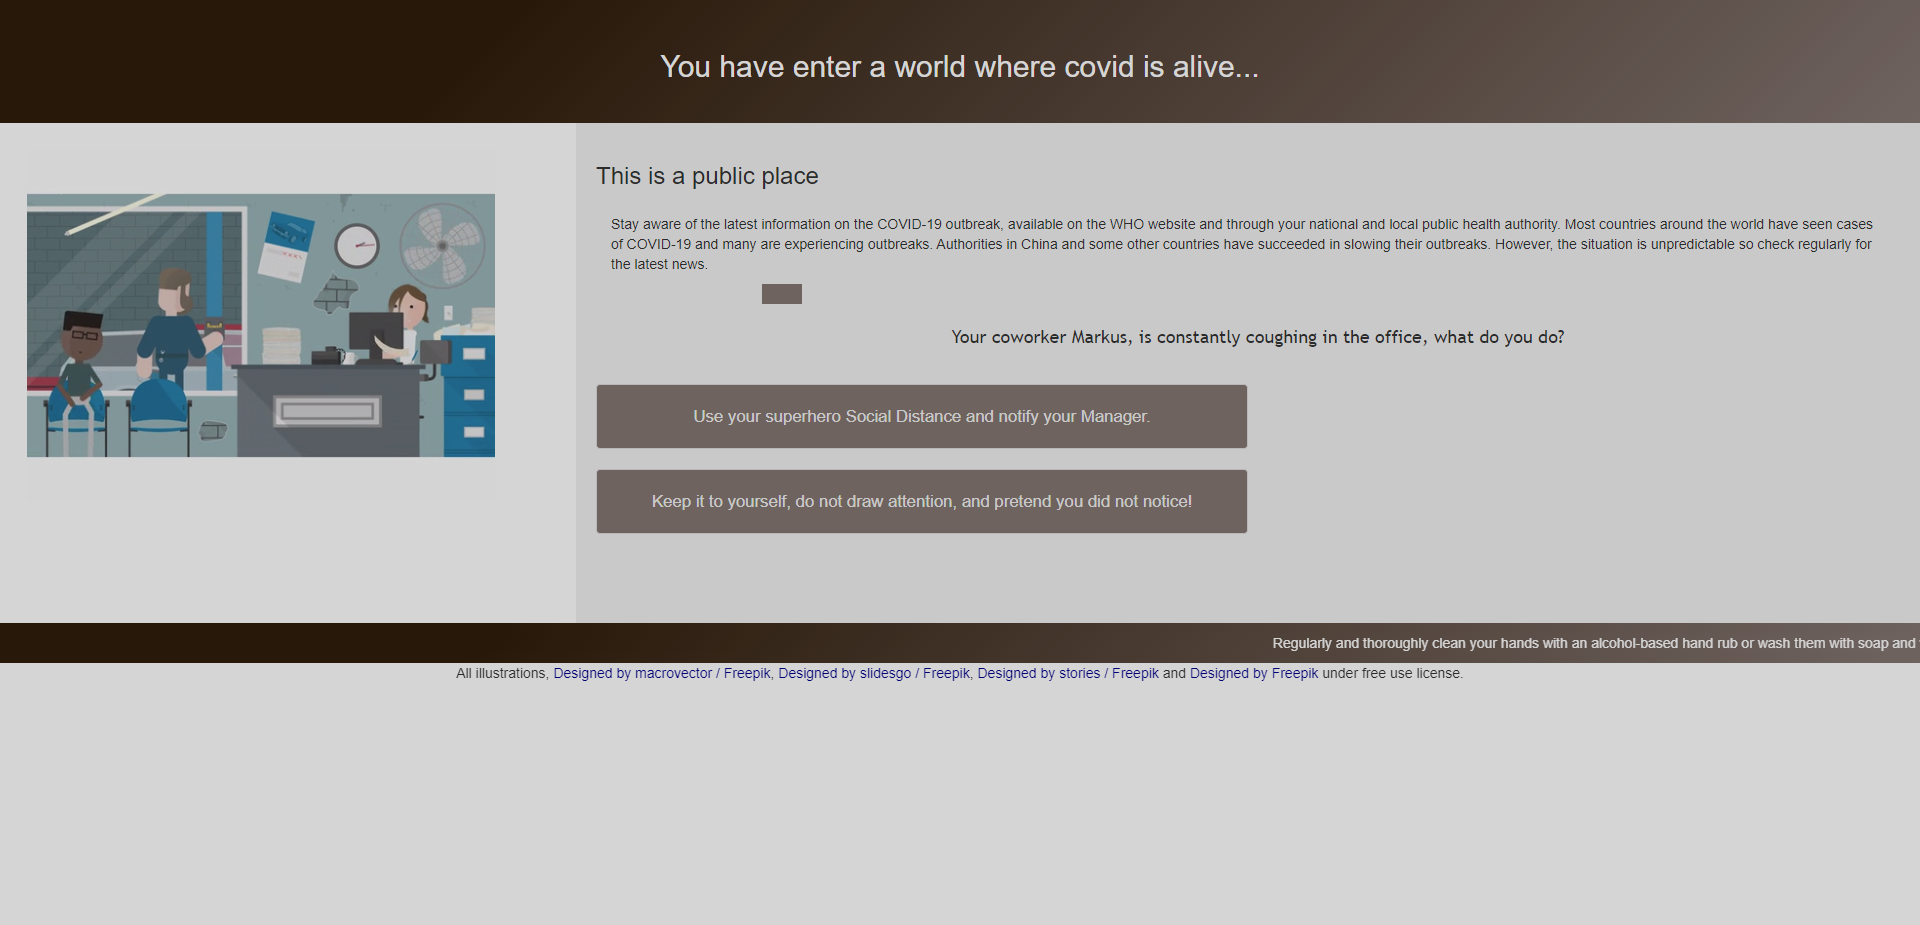 You have enter a world where covid is alive...
This is a public place
Stay aware of the latest information on the COVID-19 outbreak, available on the WHO website and through your national and local public health authority. Most countries around the world have seen cases
of COVID-19 and many are experiencing outbreaks. Authorities in China and some other countries have succeeded in slowing their outbreaks. However, the situation is unpredictable so check regularly for
the latest news.
Your coworker Markus, is constantly coughing in the office, what do you do?
Use your superhero Social Distance and notify your Manager.
Keep it to yourself, do not draw attention, and pretend you did not notice!
Regularly and thoroughly clean your hands with an alcohol-based hand rub or wash them with soap and
All illustrations, Designed by macrovector / Freepik, Designed by slidesgo / Freepik, Designed by stories / Freepik and Designed by Freepik under free use license.